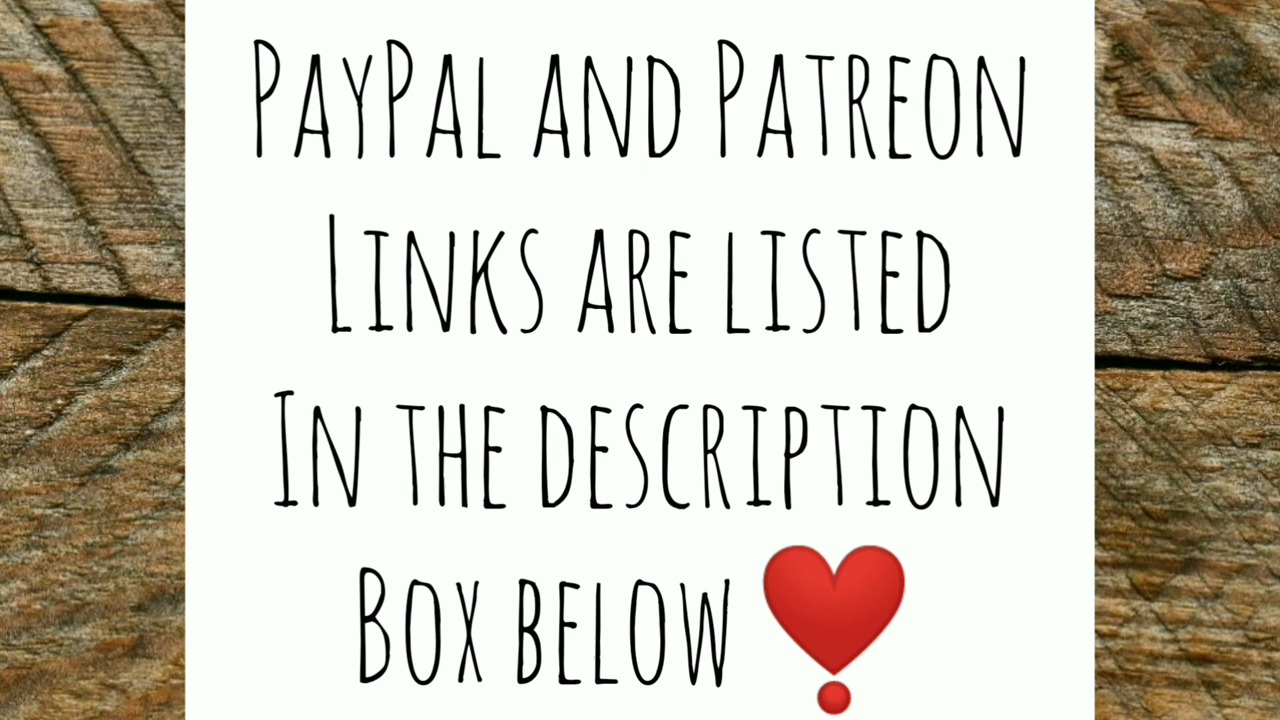 PayPal and Patreon
Links are listed
In the description
Box below ❣